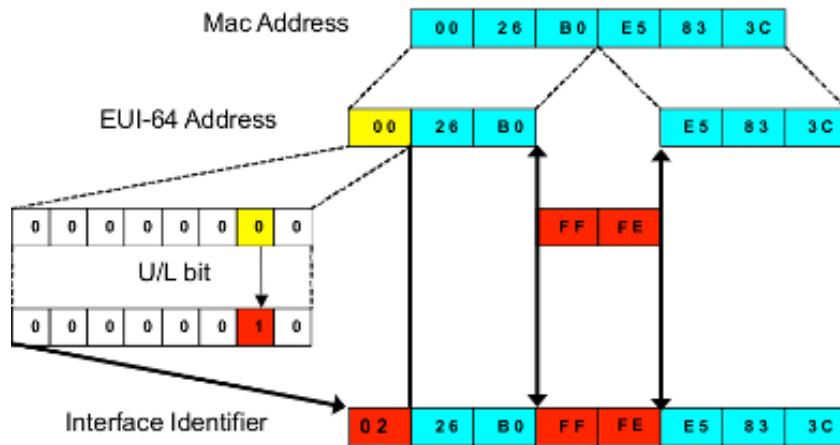 Mac Address 00 26 B0 E5 83 3C
EUI-64 Address 00 26 B0 E5 83 3C
0 0 0 0 0 0 0 0 FF FE
U/L bit
0 0 0 0 0 0 1 0
Interface Identifier 02 26 B0 FF FE E5 83 3C